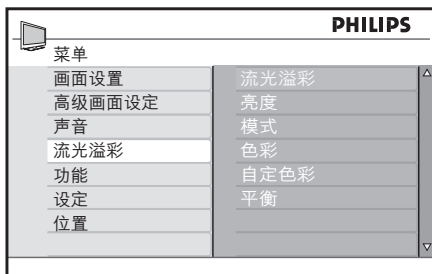 PHILIPS
菜单
画面设置
高级画面设定
声音
流光溢彩
功能
设定
位置
流光溢彩
亮度
模式
色彩
自定色彩
平衡